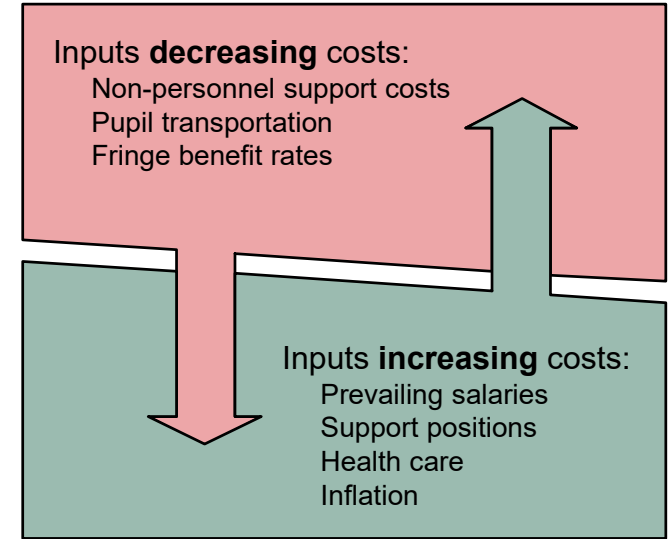 Inputs decreasing costs:
Non-personnel support costs
Pupil transportation
Fringe benefit rates
Inputs increasing costs:
Prevailing salaries
Support positions
Health care
Inflation